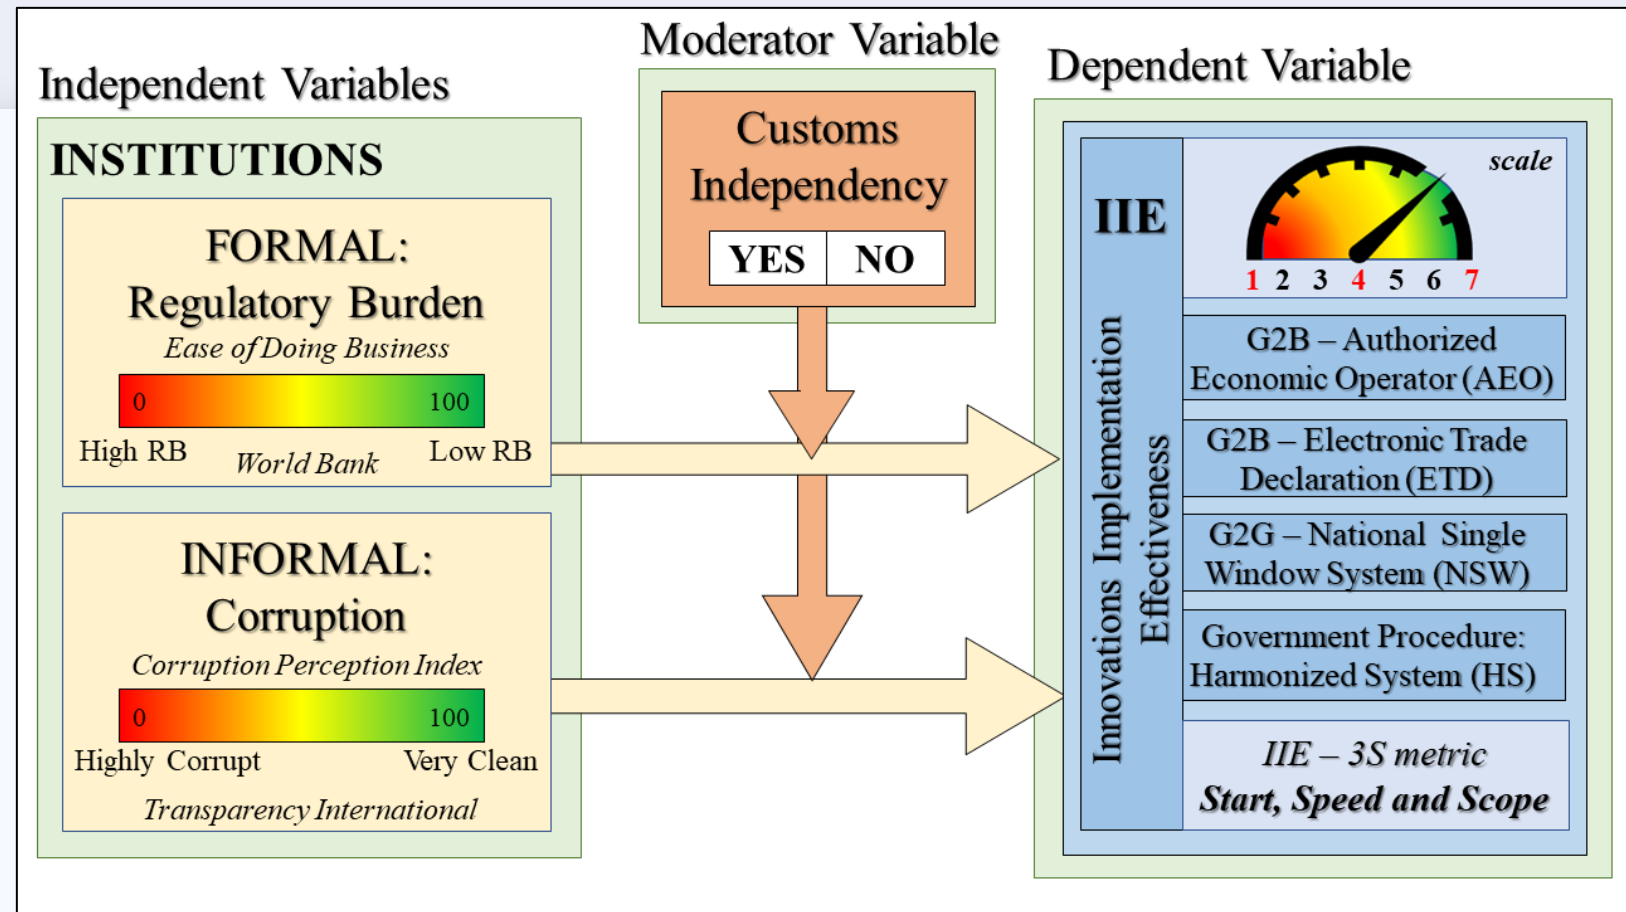 Independent Variables
INSTITUTIONS
FORMAL:
Regulatory Burden
Ease of Doing Business
0 100
High RB Low RB
World Bank
INFORMAL:
Corruption
Corruption Perception Index
0 100
Highly Corrupt Very Clean
Transparency International
Moderator Variable
Customs
Independency
YES NO
Dependent Variable
IIE
Innovations Implementation
Effectiveness
scale
1 2 3 4 5 6 7
G2B – Authorized
Economic Operator (AEO)
G2B – Electronic Trade
Declaration (ETD)
G2G – National Single
Window System (NSW)
Government Procedure:
Harmonized System (HS)
IIE – 3S metric
Start, Speed and Scope